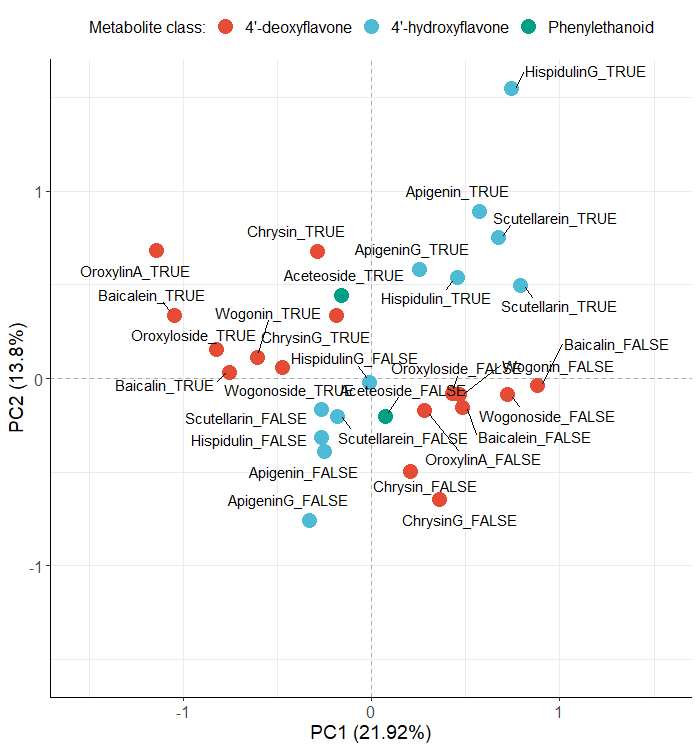 Metabolite class: 4'-deoxyflavone 4'-hydroxyflavone Phenylethanoid
HispidulinG_TRUE
Apigenin_TRUE
Scutellarein_TRUE
Chrysin_TRUE
ApigeninG_TRUE
OroxylinA_TRUE
Aceteoside_TRUE
Baicalein_TRUE
Hispidulin_TRUE
Scutellarin_TRUE
Wogonin_TRUE
Oroxyloside_TRUE
ChrysinG_TRUE
Baicalin_FALSE
HispidulinG_FALSE
Oroxyloside_FALSE
Wogonin_FALSE
Baicalin_TRUE
Wogonoside_TRUE
Aceteoside_FALSE
Scutellarin_FALSE
Wogonoside_FALSE
Hispidulin_FALSE
Scutellarein_FALSE
Baicalein_FALSE
OroxylinA_FALSE
Apigenin_FALSE
Chrysin_FALSE
ApigeninG_FALSE
ChrysinG_FALSE
1
0
-1
PC2 (13.8%)
-1 0 1
PC1 (21.92%)